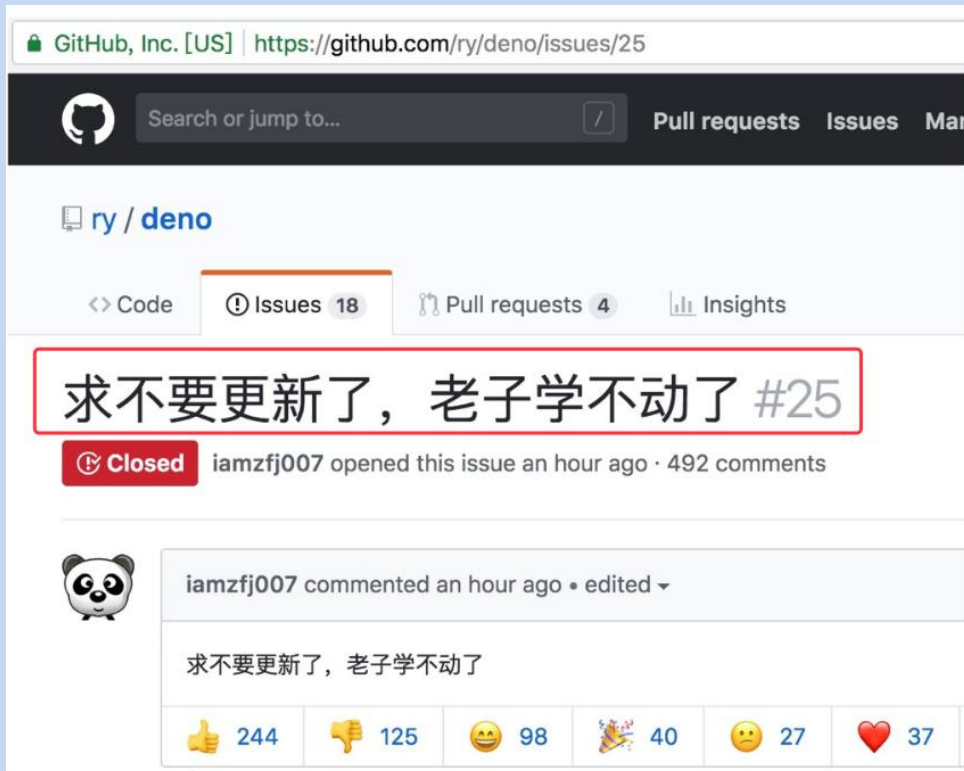 GitHub, Inc. [US] https://github.com/ry/deno/issues/25
Search or jump to... / Pull requests Issues Mar
ry / deno
<> Code Issues 18 Pull requests 4 Insights
求不要更新了，老子学不动了 #25
Closed iamzfj007 opened this issue an hour ago · 492 comments
iamzfj007 commented an hour ago • edited
求不要更新了，老子学不动了
244 125 98 40 27 37